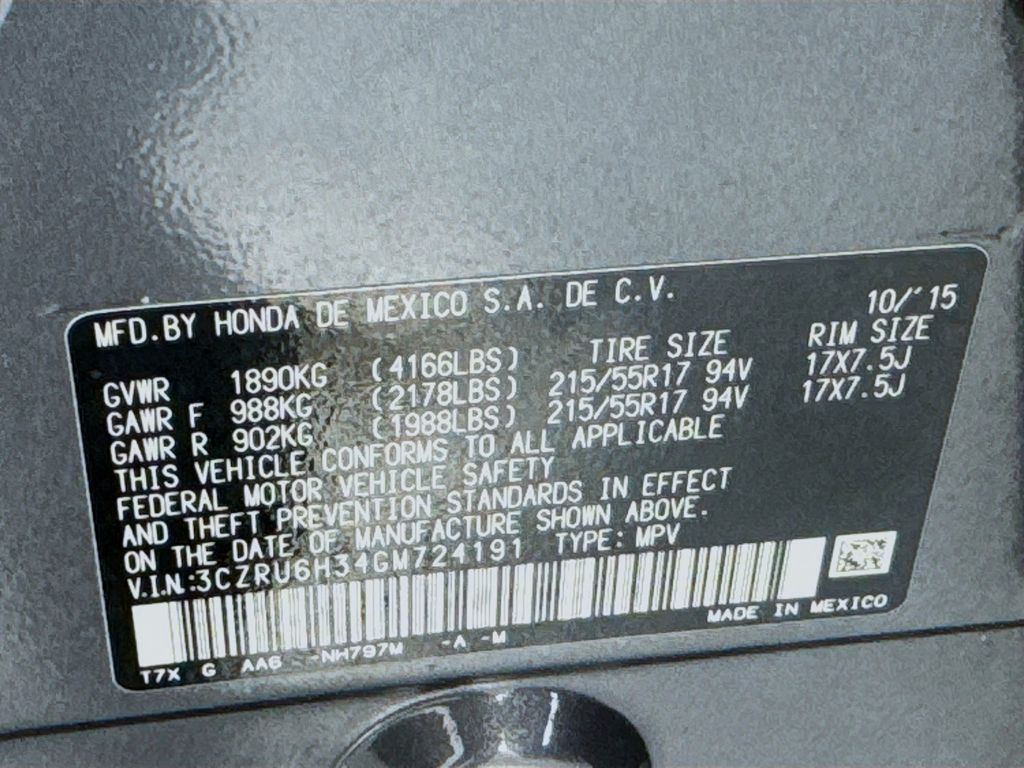 MFD.BY HONDA DE MEXICO S.A. DE C.V. 10/'15
TIRE SIZE RIM SIZE
GVWR 1890KG (4166LBS)
GAWR F 988KG (2178LBS) 215/55R17 94V 17X7.5J
GAWR R 902KG (1988LBS) 215/55R17 94V 17X7.5J
THIS VEHICLE CONFORMS TO ALL APPLICABLE
FEDERAL MOTOR VEHICLE SAFETY
AND THEFT PREVENTION STANDARDS IN EFFECT
ON THE DATE OF MANUFACTURE SHOWN ABOVE.
V.I.N:3CZRU6H34GM724191 TYPE: MPV
T7X G AA6 -NH797M -A -M MADE IN MEXICO